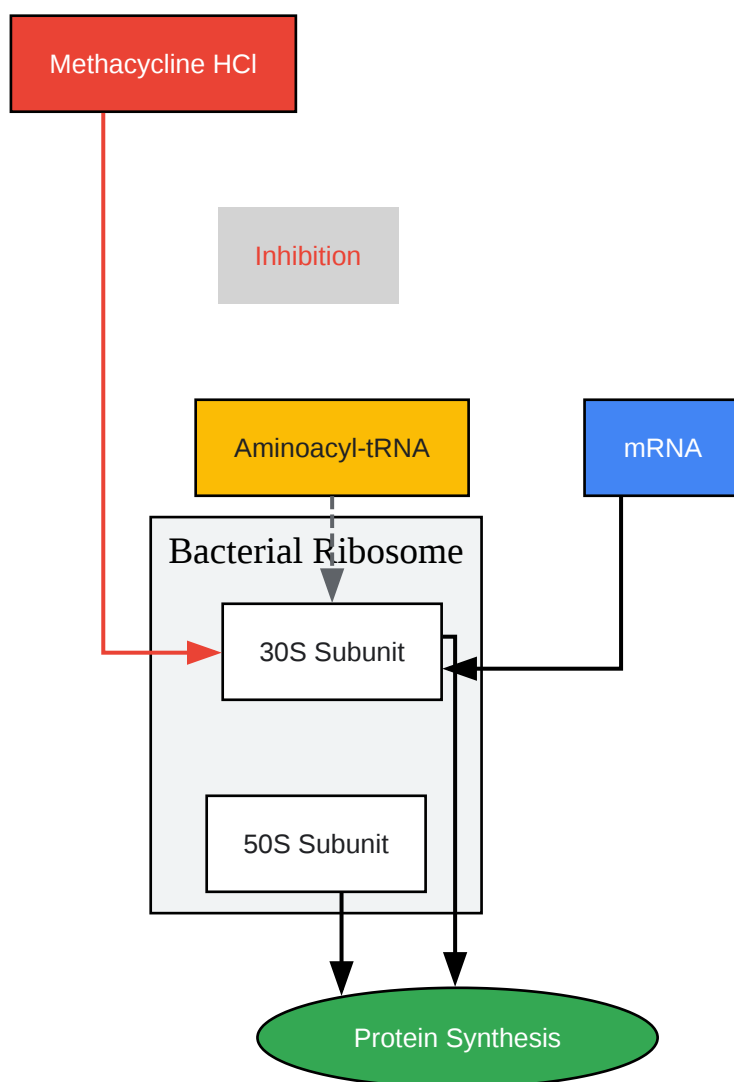 Methacycline HCl
Inhibition
Aminoacyl-tRNA
mRNA
Bacterial Ribosome
30S Subunit
50S Subunit
Protein Synthesis